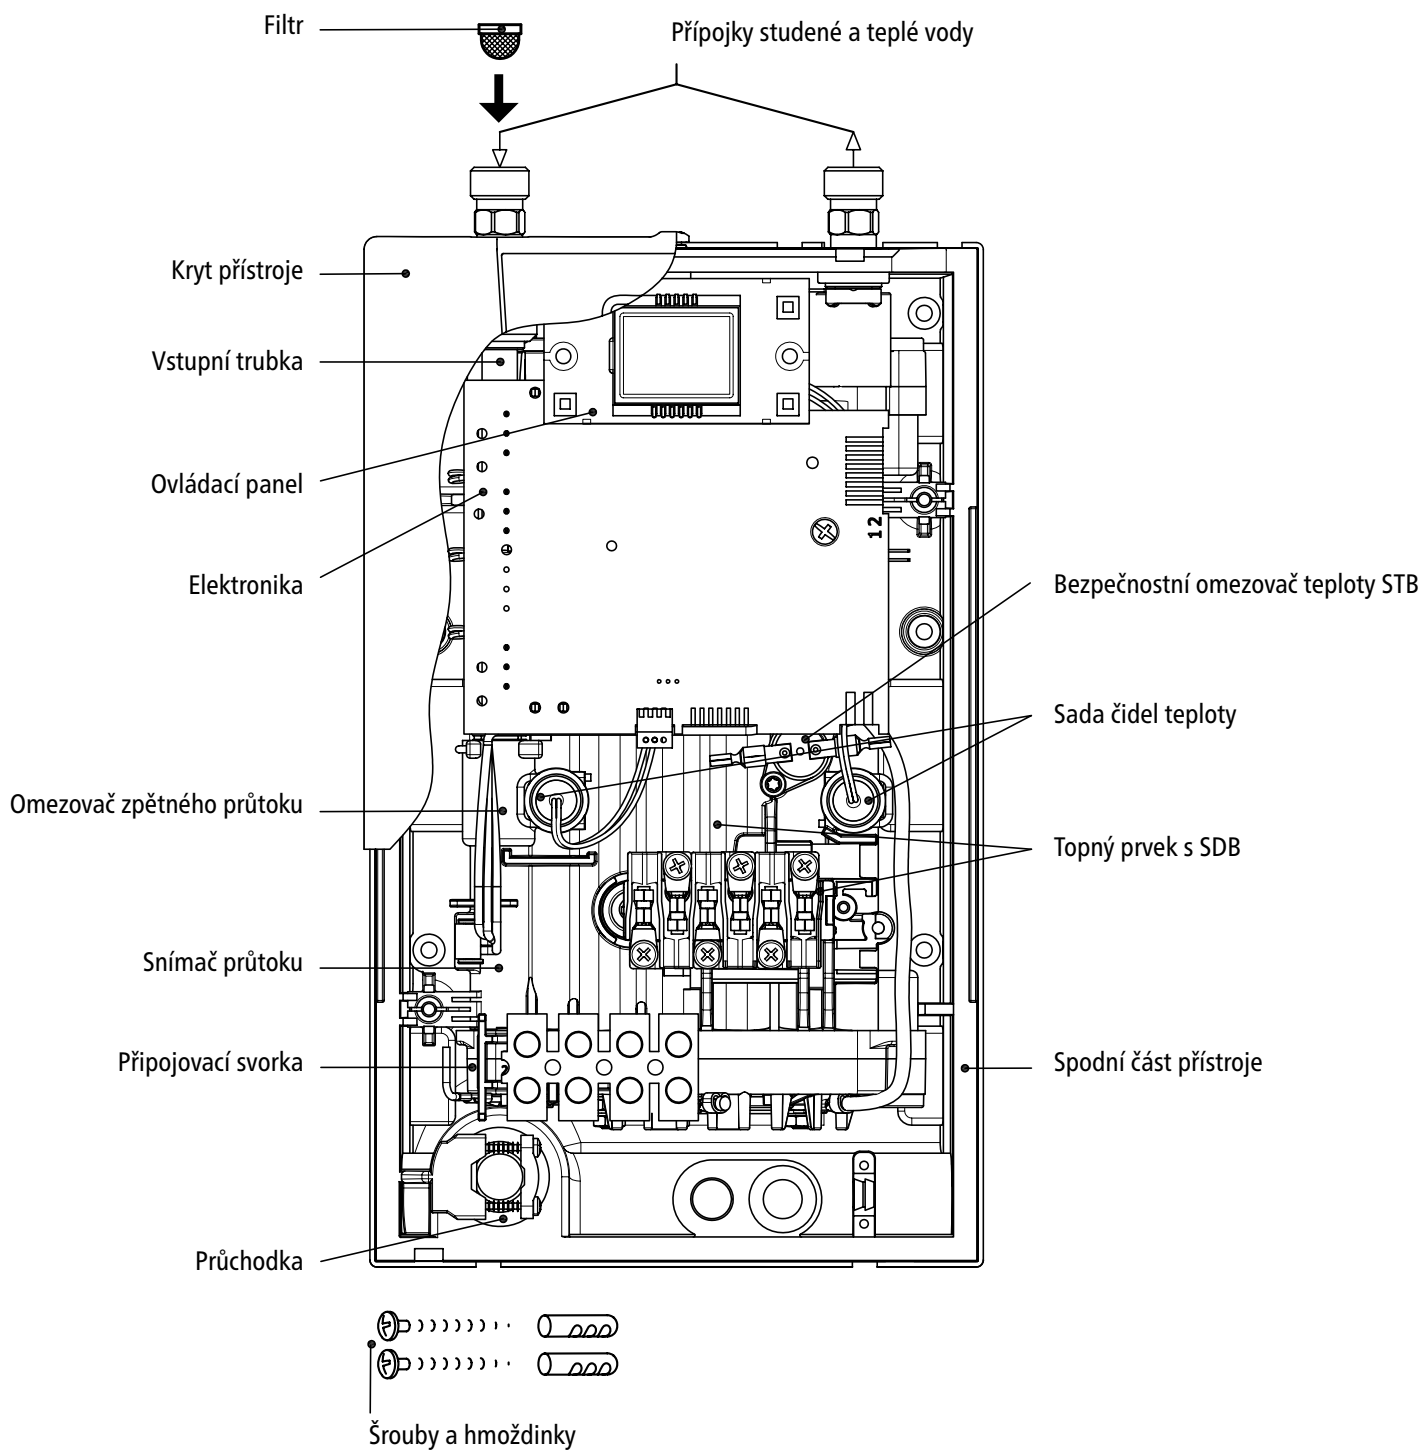 Filtr
Přípojky studené a teplé vody
Kryt přístroje
Vstupní trubka
Ovládací panel
12
Elektronika
Bezpečnostní omezovač teploty STB
Sada čidel teploty
Omezovač zpětného průtoku
Topný prvek s SDB
Snímač průtoku
Připojovací svorka
Spodní část přístroje
Průchodka
Šrouby a hmoždinky